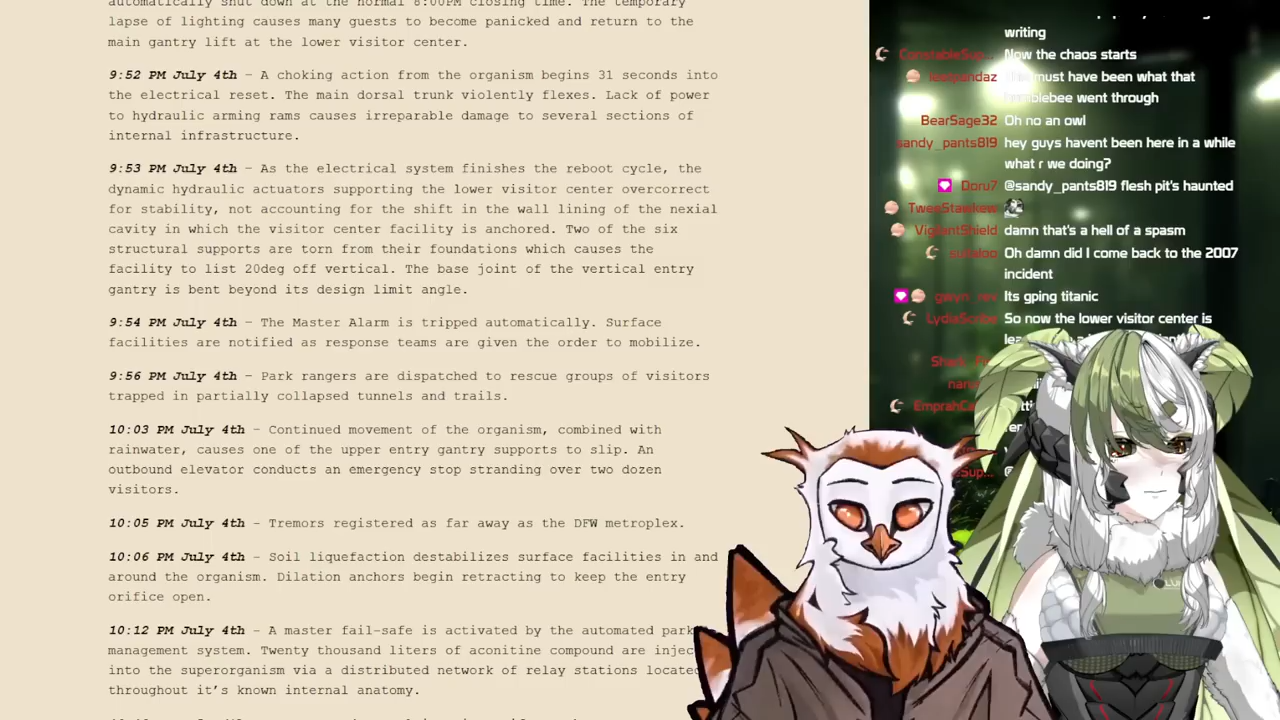 automatically shut down at the normal 8:00PM closing time. The temporary
lapse of lighting causes many guests to become panicked and return to the
main gantry lift at the lower visitor center.
9:52 PM July 4th – A choking action from the organism begins 31 seconds into
the electrical reset. The main dorsal trunk violently flexes. Lack of power
to hydraulic arming rams causes irreparable damage to several sections of
internal infrastructure.
9:53 PM July 4th – As the electrical system finishes the reboot cycle, the
dynamic hydraulic actuators supporting the lower visitor center overcorrect
for stability, not accounting for the shift in the wall lining of the nexial
cavity in which the visitor center facility is anchored. Two of the six
structural supports are torn from their foundations which causes the
facility to list 20deg off vertical. The base joint of the vertical entry
gantry is bent beyond its design limit angle.
9:54 PM July 4th – The Master Alarm is tripped automatically. Surface
facilities are notified as response teams are given the order to mobilize.
9:56 PM July 4th – Park rangers are dispatched to rescue groups of visitors
trapped in partially collapsed tunnels and trails.
10:03 PM July 4th – Continued movement of the organism, combined with
rainwater, causes one of the upper entry gantry supports to slip. An
outbound elevator conducts an emergency stop stranding over two dozen
visitors.
10:05 PM July 4th – Tremors registered as far away as the DFW metroplex.
10:06 PM July 4th – Soil liquefaction destabilizes surface facilities in and
around the organism. Dilation anchors begin retracting to keep the entry
orifice open.
10:12 PM July 4th – A master fail-safe is activated by the automated park
management system. Twenty thousand liters of aconitine compound are injec
into the superorganism via a distributed network of relay stations located
throughout it's known internal anatomy.
writing
ConstableSup... Now the chaos starts
must have been what that
bumblebee went through
BearSage32 Oh no an owl
sandy_pants819 hey guys havent been here in a while
what r we doing?
Doru7 @sandy_pants819 flesh pit's haunted
TweeStawkew
VigilantShield damn that's a hell of a spasm
Oh damn did I come back to the 2007
incident
Its gping titanic
LydiaScribe So now the lower visitor center is